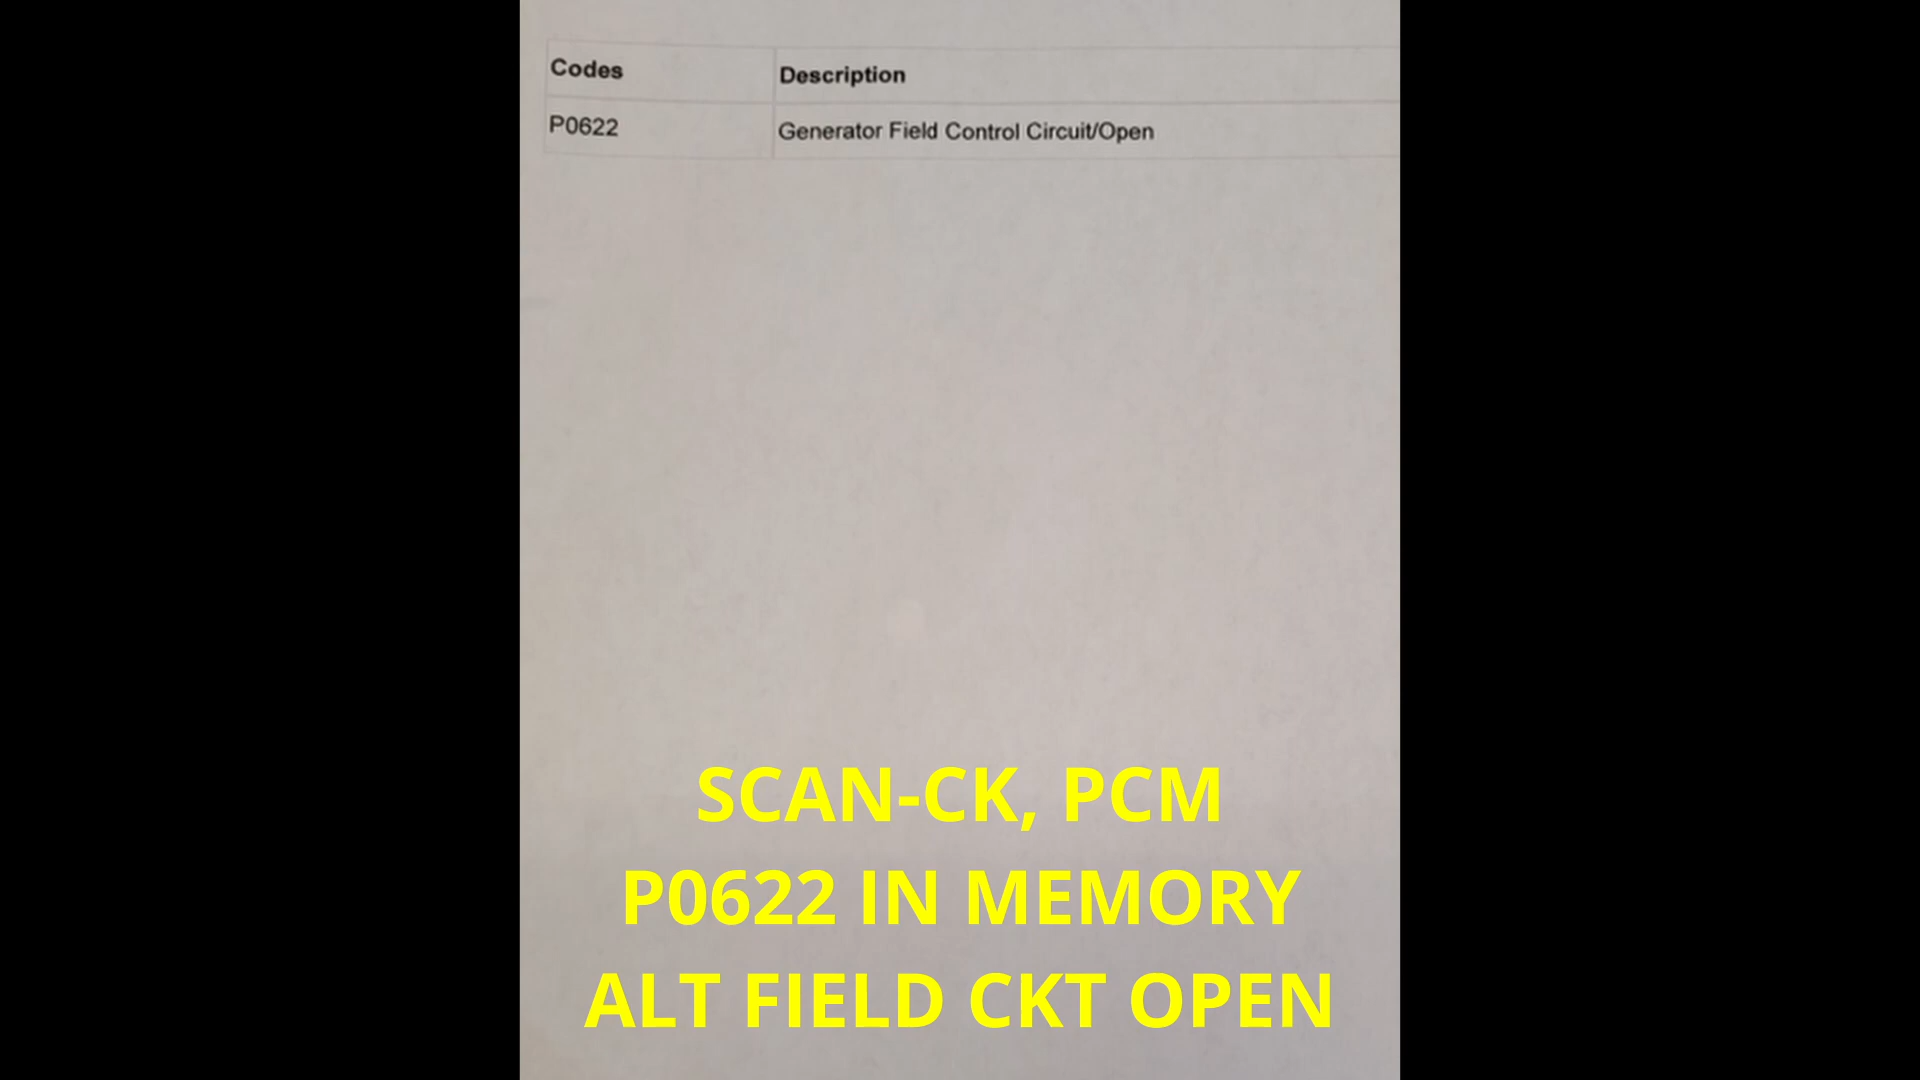 Codes Description
P0622 Generator Field Control Circuit/Open
SCAN-CK, PCM
P0622 IN MEMORY
ALT FIELD CKT OPEN